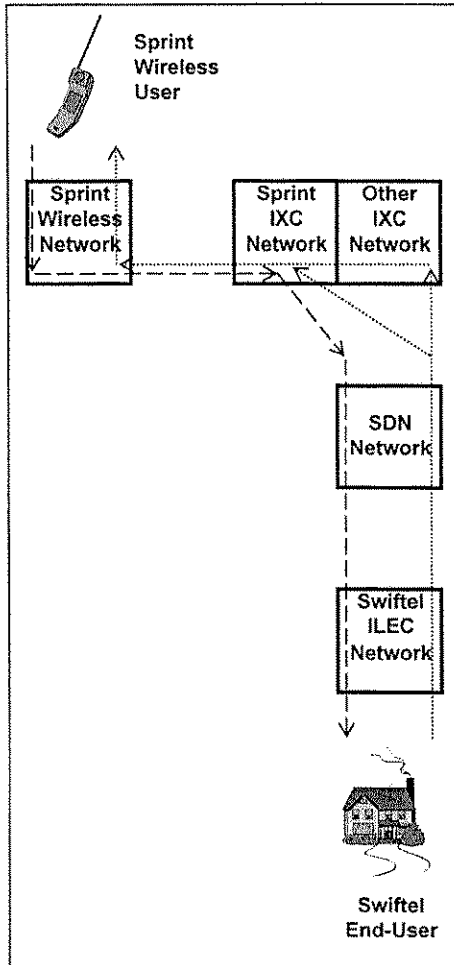 Sprint
Wireless
User
Sprint
Wireless
Network
Sprint
IXC
Network
Other
IXC
Network
SDN
Network
Swiftel
ILEC
Network
Swiftel
End-User